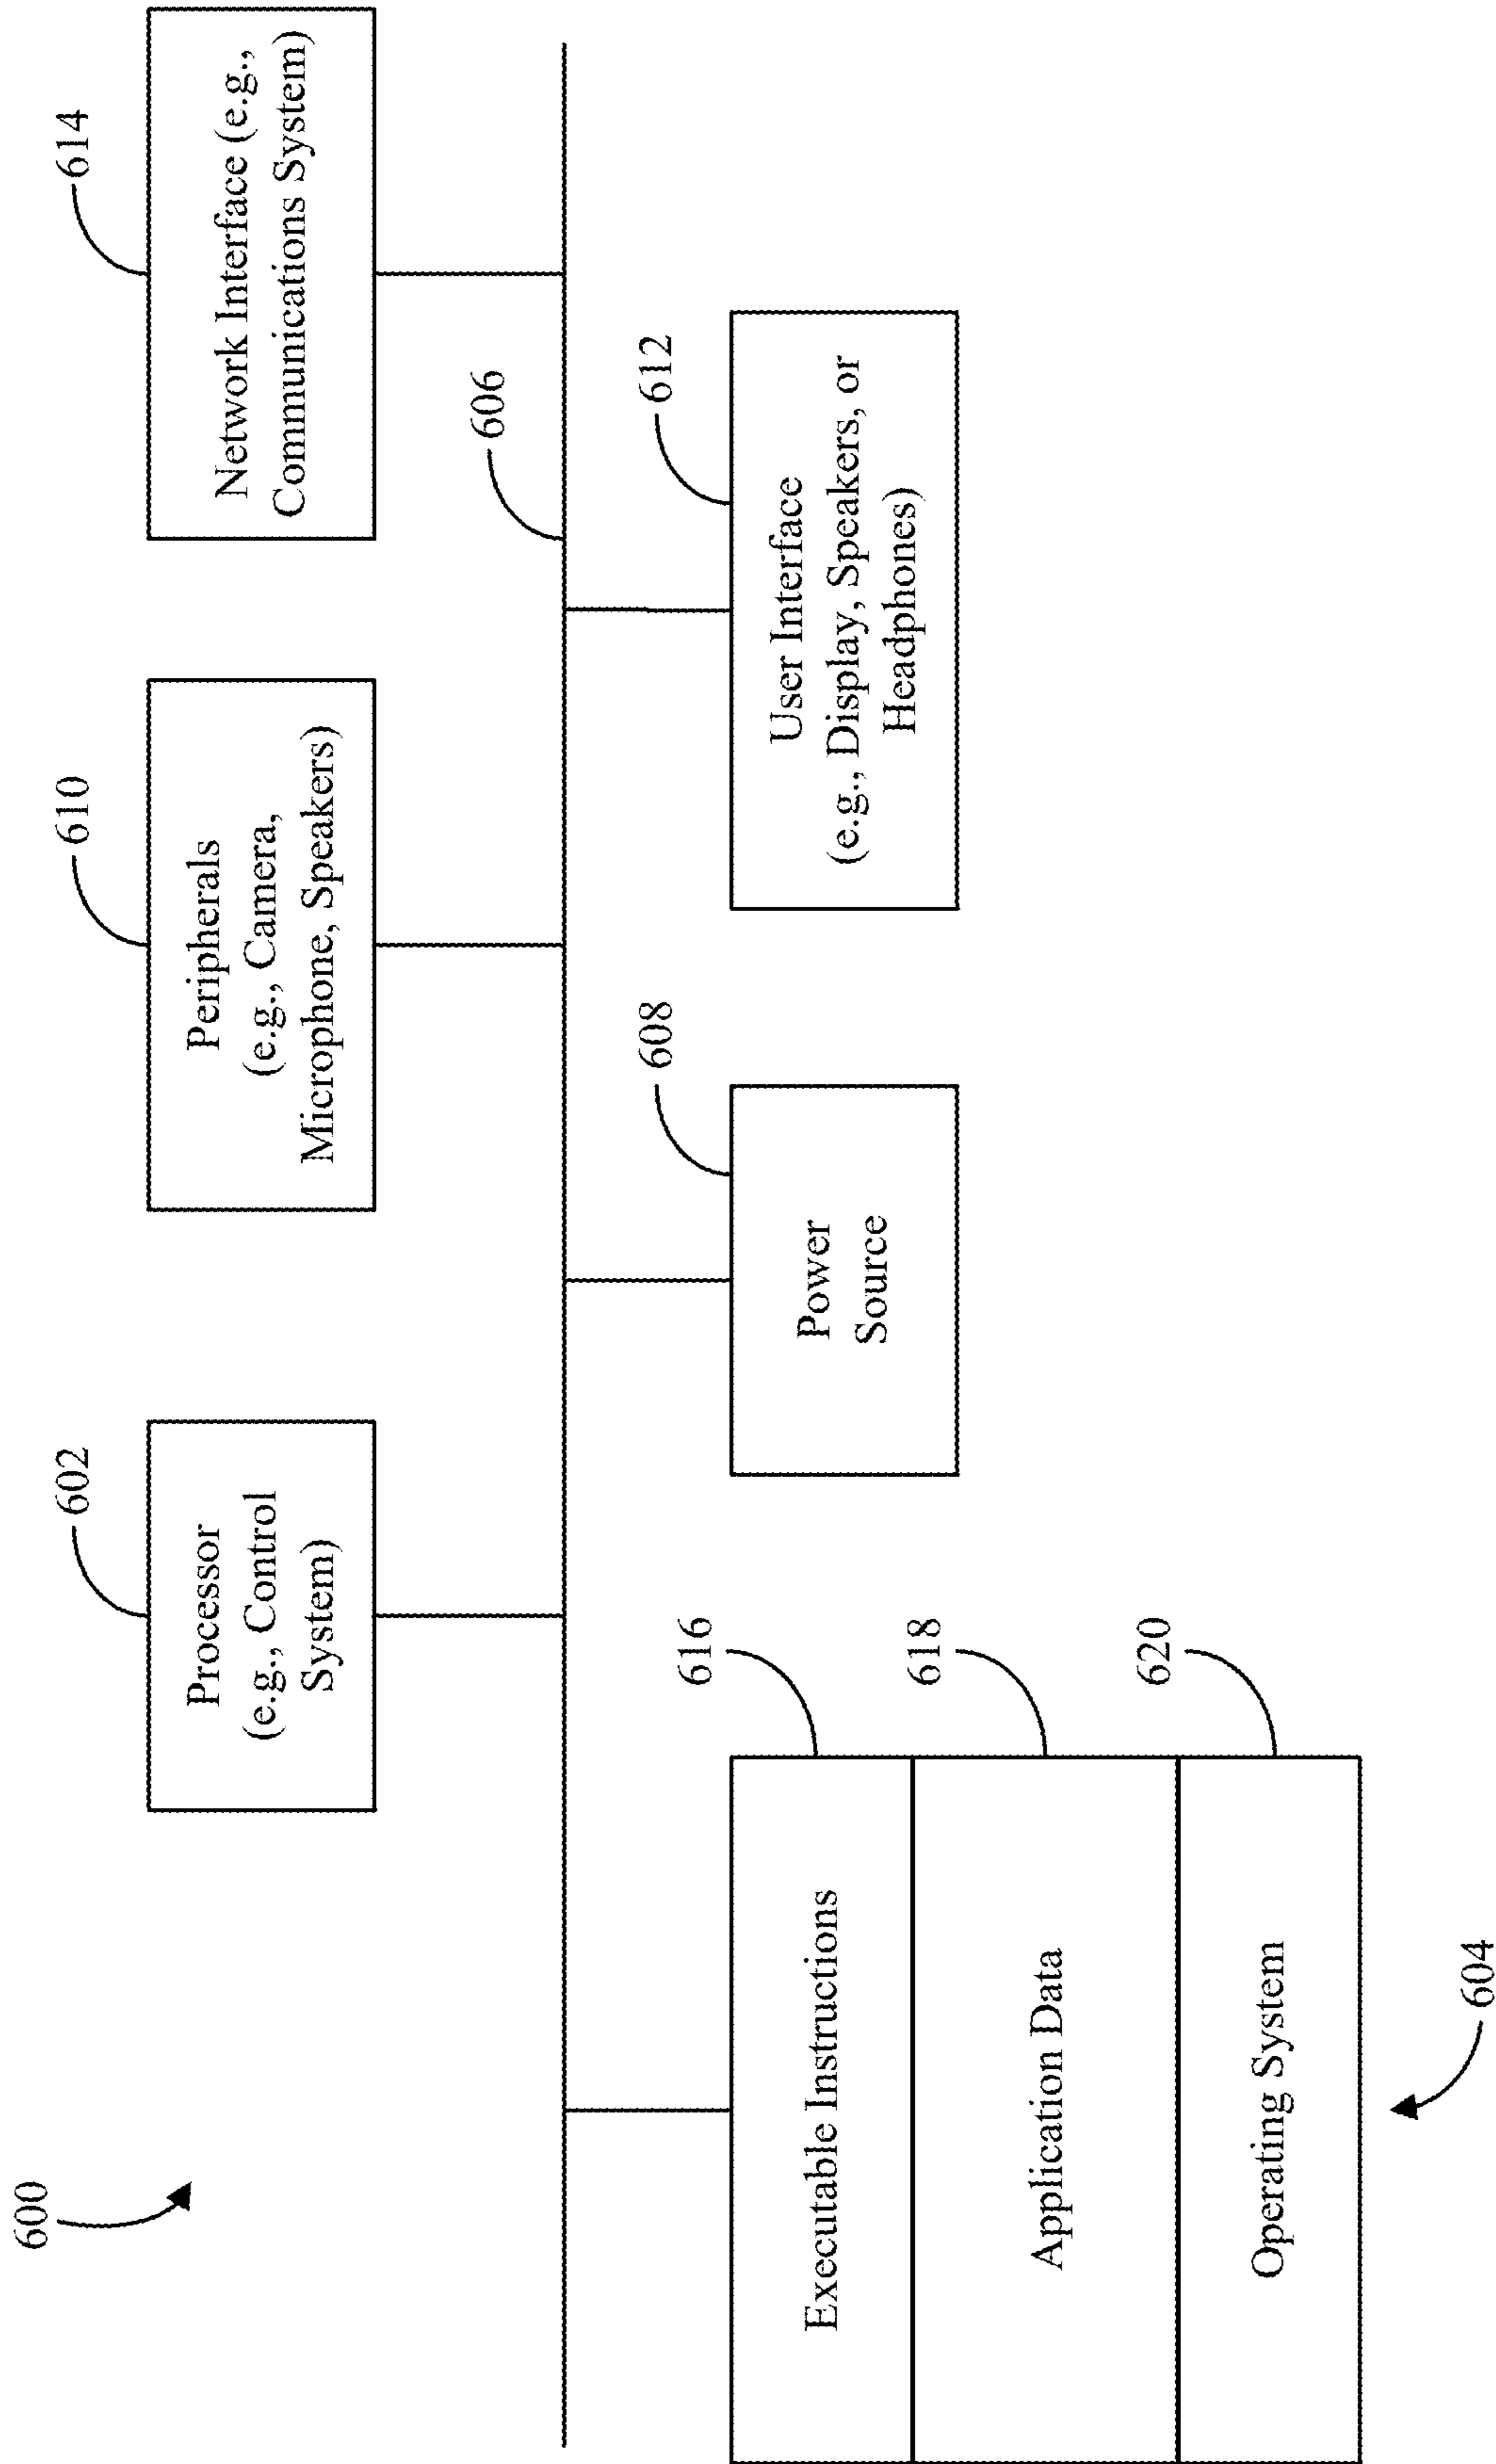 600
602
Processor
(e.g., Control
System)
610
Peripherals
(e.g., Camera,
Microphone, Speakers)
614
Network Interface (e.g.,
Communications System)
606
616
Executable Instructions
618
Application Data
620
Operating System
604
608
Power
Source
612
User Interface
(e.g., Display, Speakers, or
Headphones)